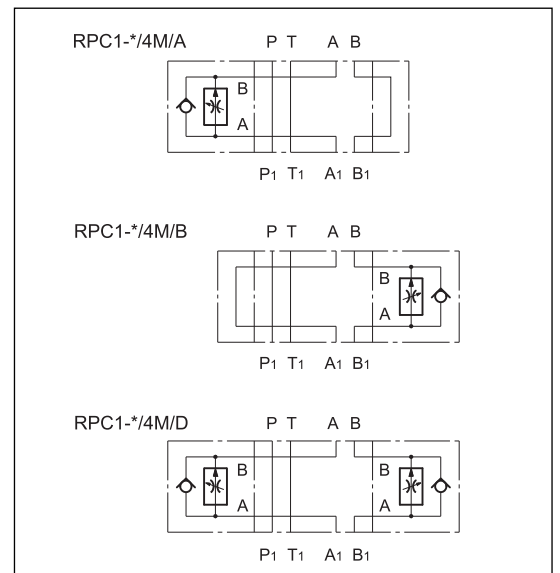 RPC1-*/4M/A P T A B
B
A
P1 T1 A1 B1
RPC1-*/4M/B P T A B
B
A
P1 T1 A1 B1
RPC1-*/4M/D P T A B
B B
A A
P1 T1 A1 B1